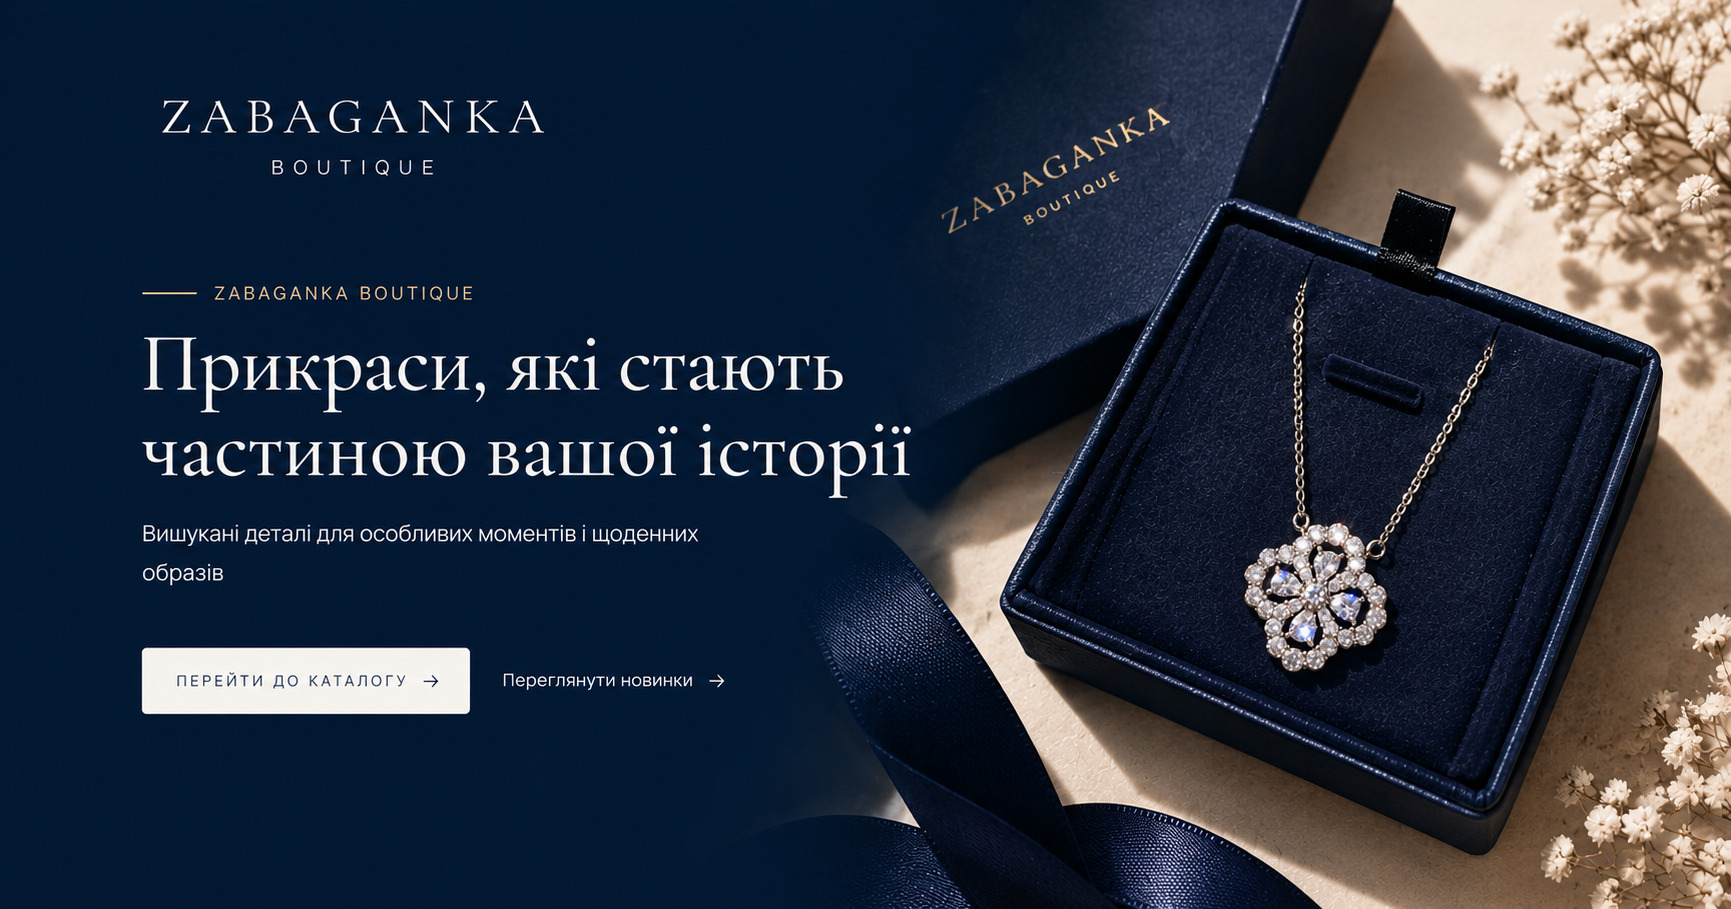 ZABAGANKA
BOUTIQUE
ZABAGANKA
BOUTIQUE
ZABAGANKA BOUTIQUE
Прикраси, які стають
частиною вашої історії
Вишукані деталі для особливих моментів і щоденних
образів
ПЕРЕЙТИ ДО КАТАЛОГУ →
Переглянути новинки →